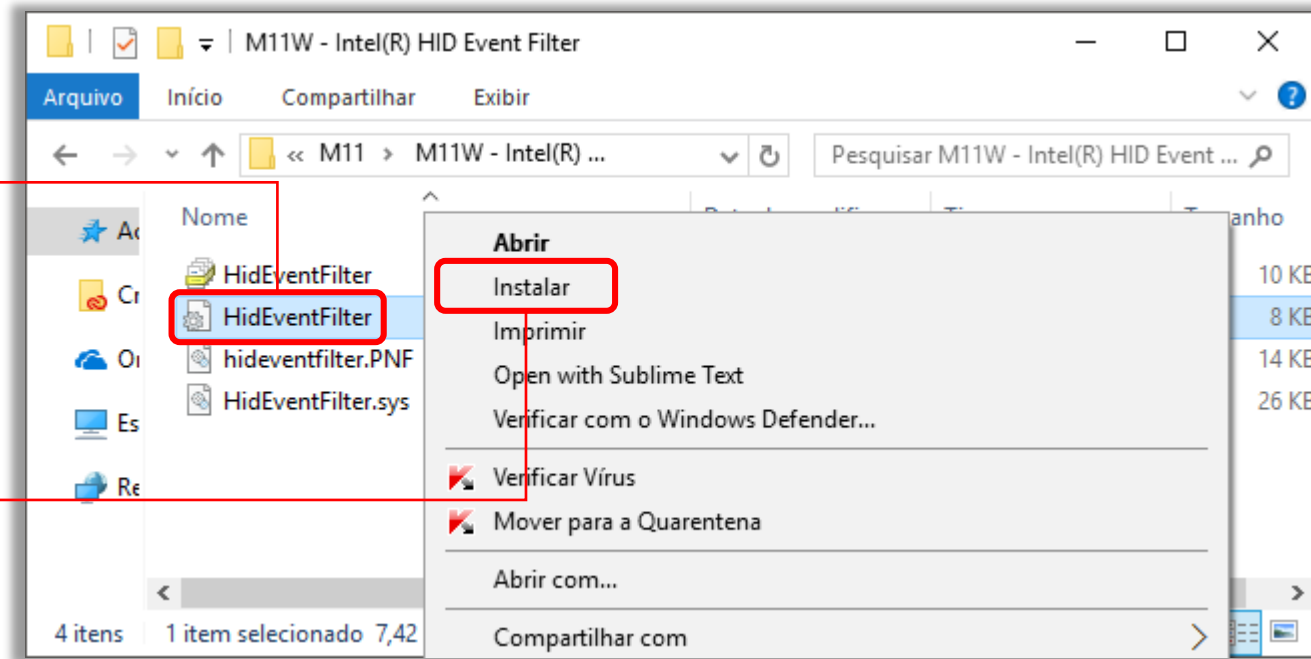 M11W - Intel(R) HID Event Filter
Arquivo Início Compartilhar Exibir
« M11 > M11W - Intel(R) ... Pesquisar M11W - Intel(R) HID Event ...
Nome
HidEventFilter 10 KB
HidEventFilter 8 KB
hideventfilter.PNF 14 KB
HidEventFilter.sys 26 KB
Abrir
Instalar
Imprimir
Open with Sublime Text
Verificar com o Windows Defender...
Verificar Vírus
Mover para a Quarentena
Abrir com...
Compartilhar com
4 itens 1 item selecionado 7,42